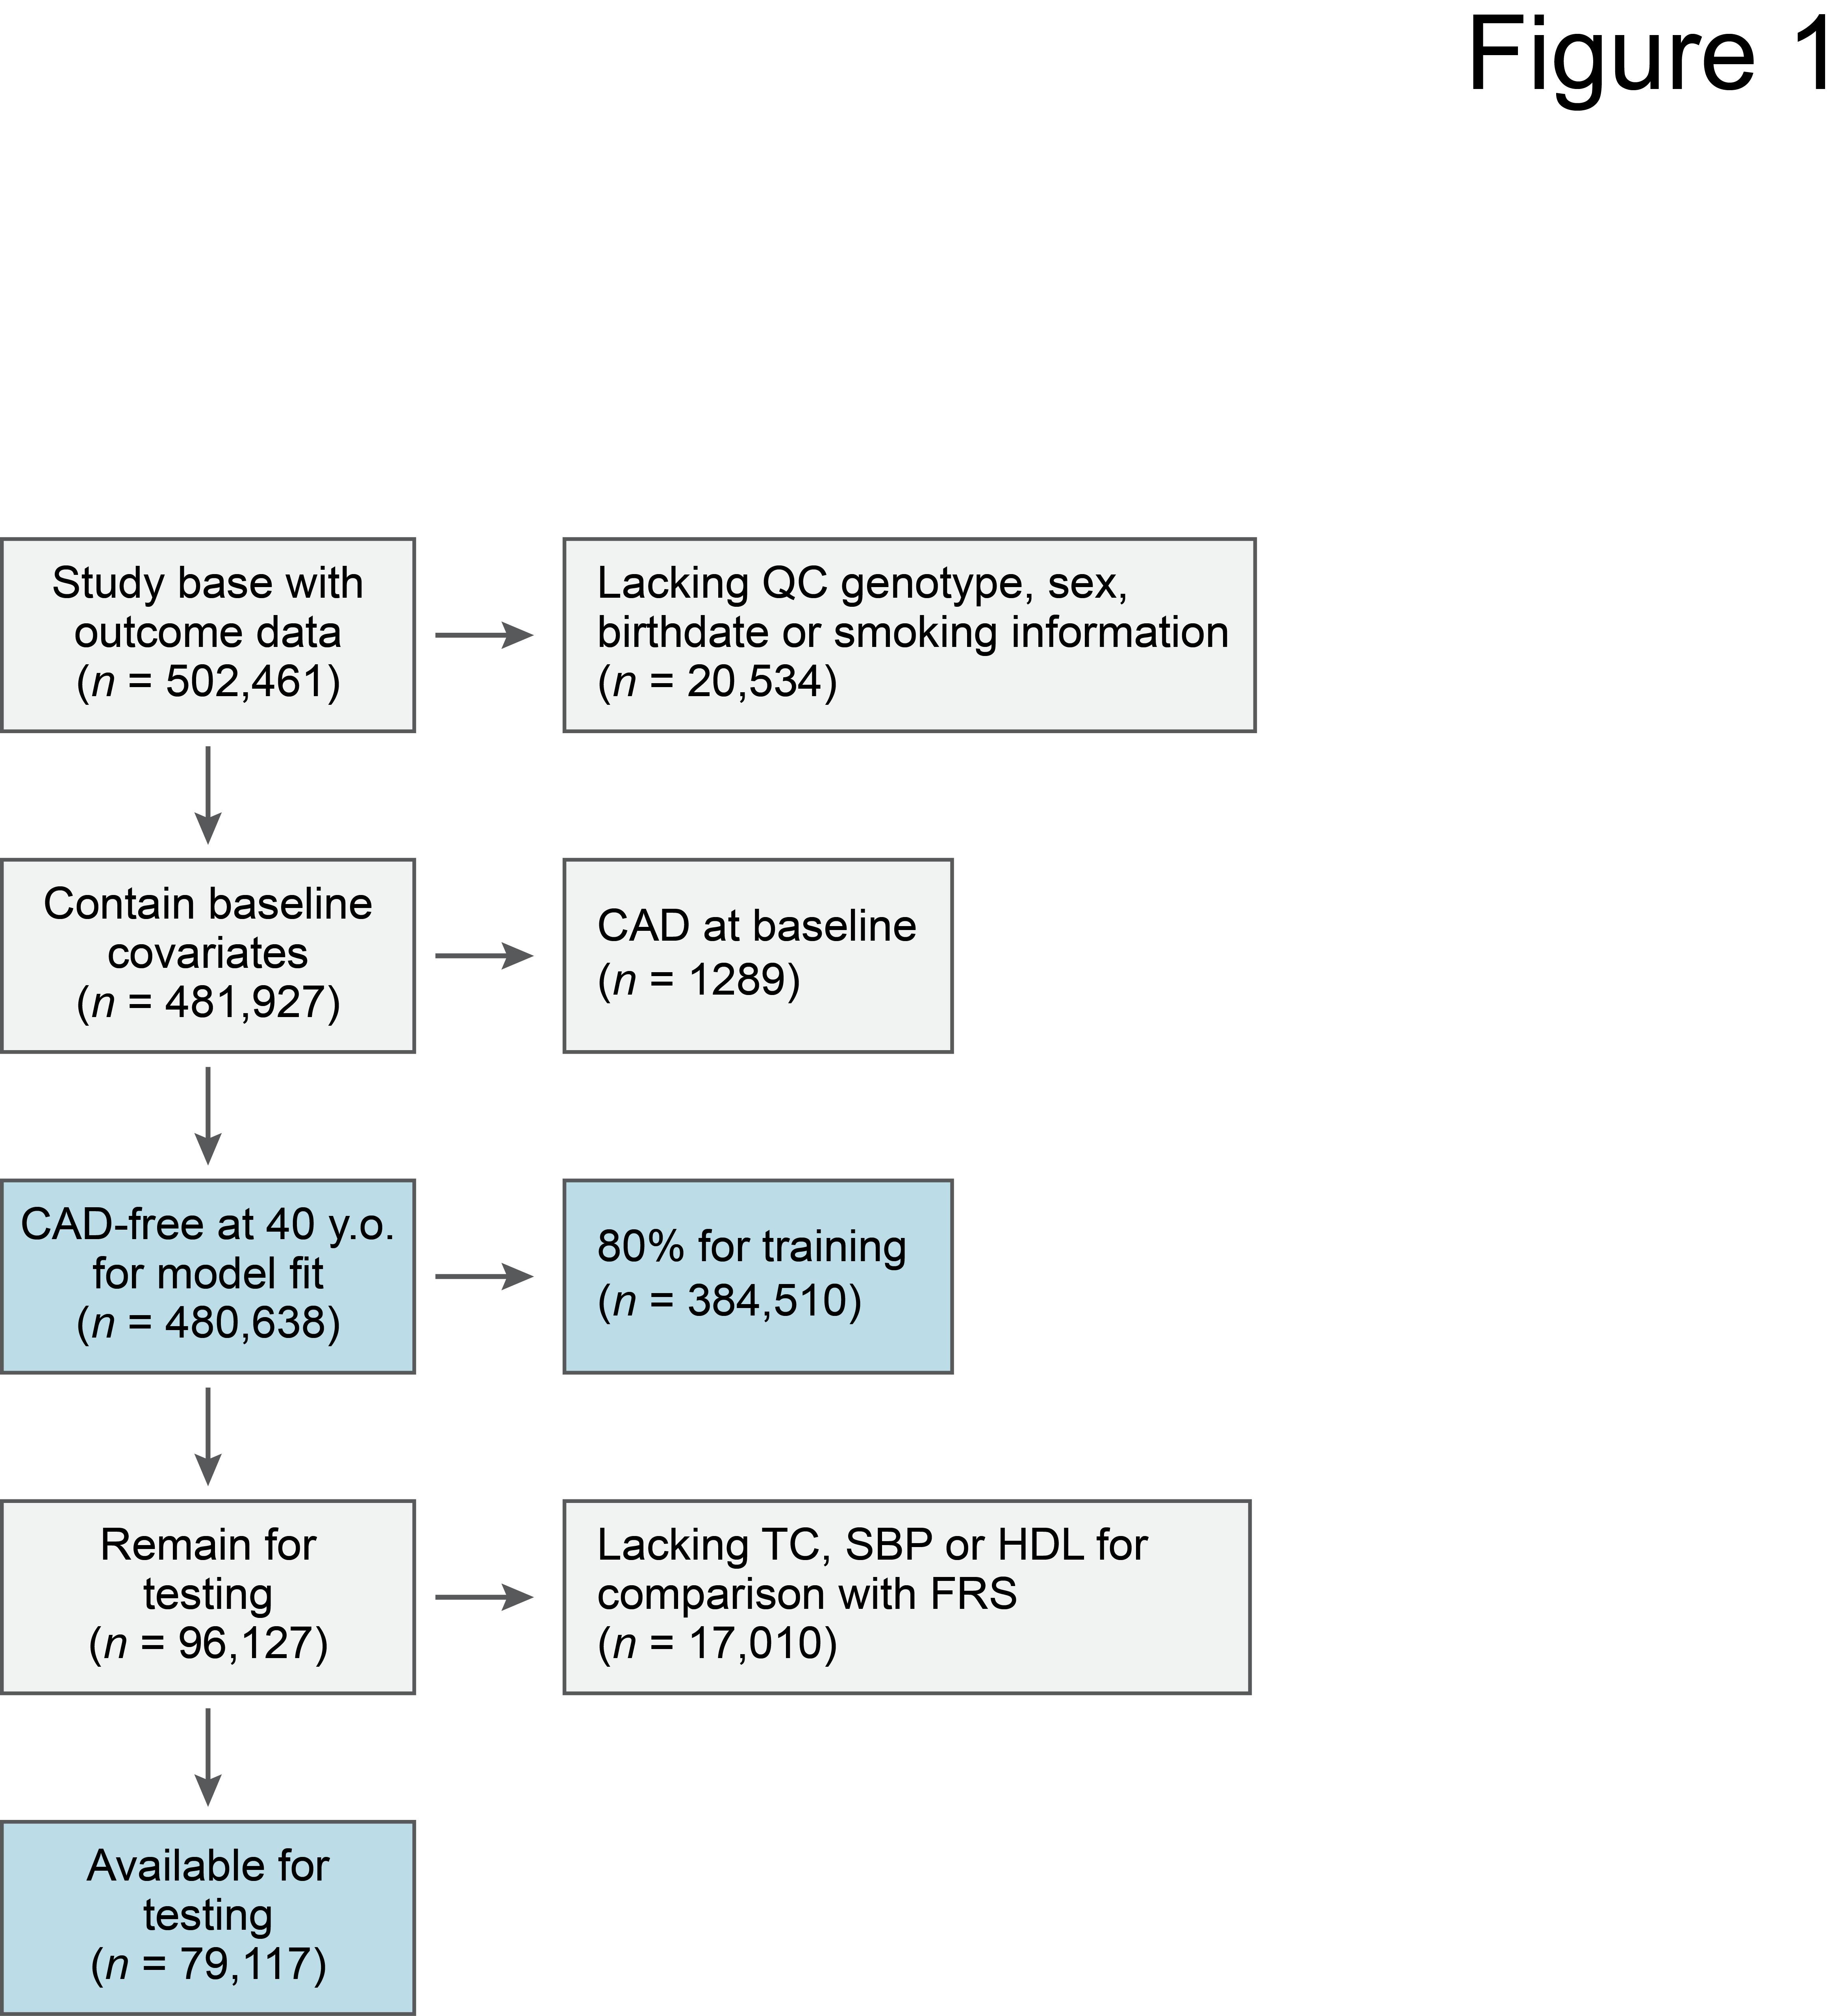 Figure 1
Study base with
outcome data
(n = 502,461)
Lacking QC genotype, sex,
birthdate or smoking information
(n = 20,534)
Contain baseline
covariates
(n = 481,927)
CAD at baseline
(n = 1289)
CAD-free at 40 y.o.
for model fit
(n = 480,638)
80% for training
(n = 384,510)
Remain for
testing
(n = 96,127)
Lacking TC, SBP or HDL for
comparison with FRS
(n = 17,010)
Available for
testing
(n = 79,117)